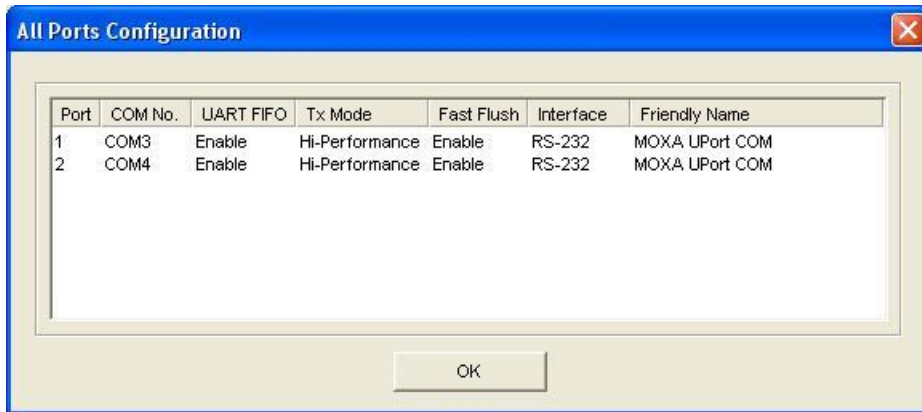 All Ports Configuration
Port COM No. UART FIFO Tx Mode Fast Flush Interface Friendly Name
1 COM3 Enable Hi-Performance Enable RS-232 MOXA UPort COM
2 COM4 Enable Hi-Performance Enable RS-232 MOXA UPort COM
OK